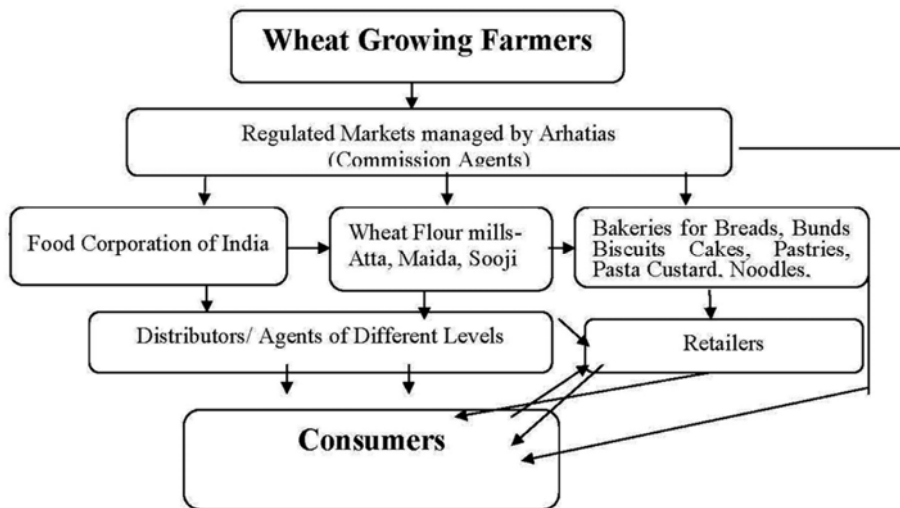 Wheat Growing Farmers
Regulated Markets managed by Arhatias
(Commission Agents)
Food Corporation of India
Wheat Flour mills-
Atta, Maida, Sooji
Bakeries for Breads, Bunds
Biscuits Cakes, Pastries,
Pasta Custard, Noodles.
Distributors/ Agents of Different Levels
Retailers
Consumers